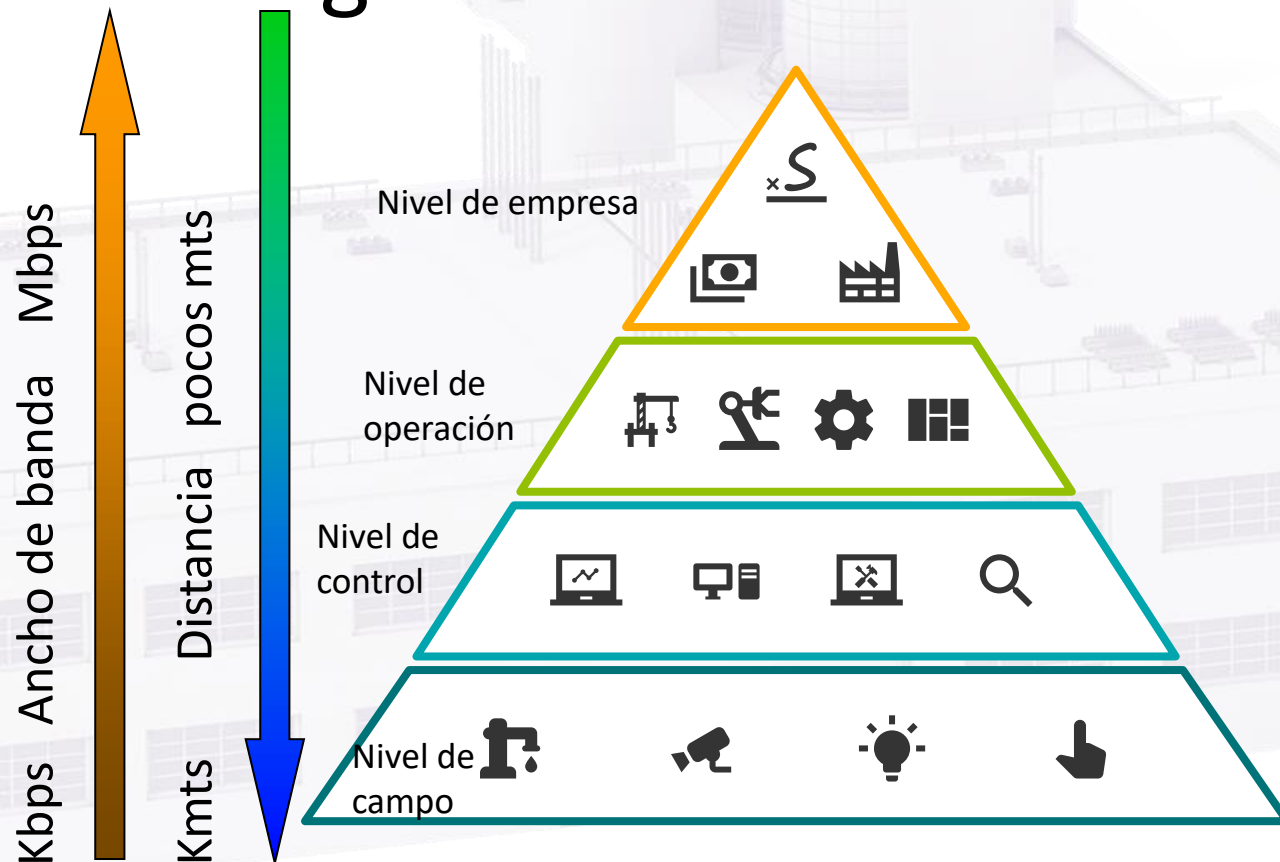 g
Mbps
Ancho de banda
Kbps
pocos mts
Distancia
Kmts
Nivel de empresa
Nivel de
operación
Nivel de
control
Nivel de
campo